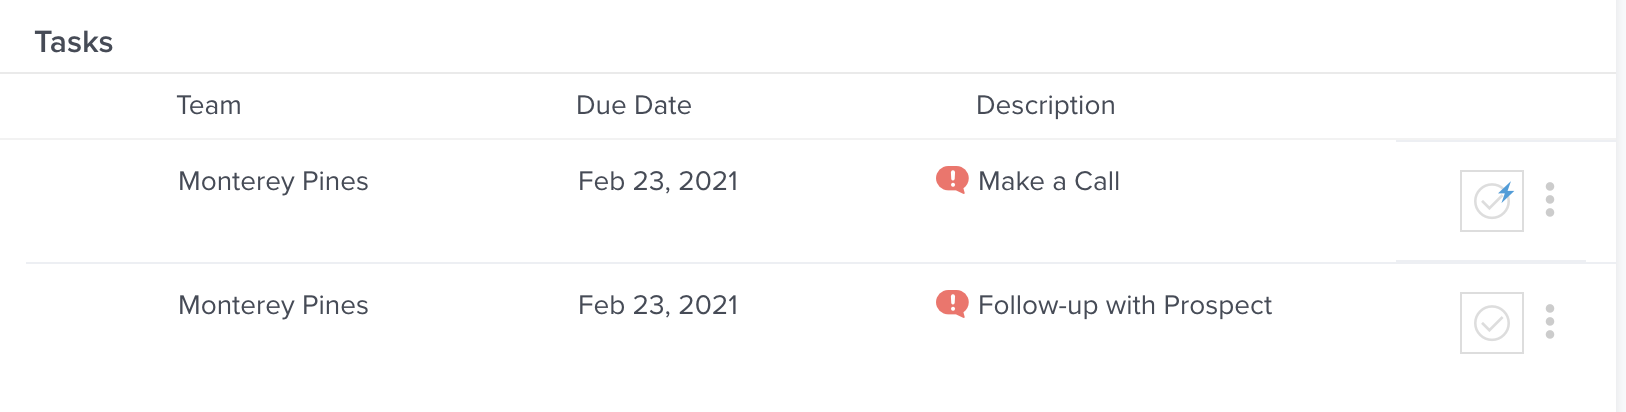 Tasks
Team Due Date Description
Monterey Pines Feb 23, 2021 Make a Call
Monterey Pines Feb 23, 2021 Follow-up with Prospect